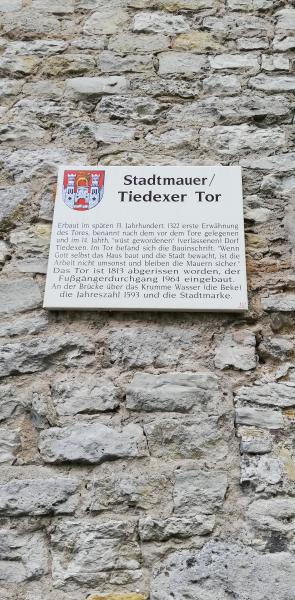 Stadtmauer/
Tiedexer Tor
Erbaut im späten 13. Jahrhundert. 1322 erste Erwähnung
des Tores, benannt nach dem vor dem Tore gelegenen
und im 14. Jahrh. "wüst gewordenen" (verlassenen) Dorf
Tiedexen. Im Tor befand sich die Bauinschrift: "Wenn
Gott selbst das Haus baut und die Stadt bewacht, ist die
Arbeit nicht umsonst und bleiben die Mauern sicher."
Das Tor ist 1813 abgerissen worden, der
Fußgängerdurchgang 1964 eingebaut.
An der Brücke über das Krumme Wasser (die Beke)
die Jahreszahl 1593 und die Stadtmarke.